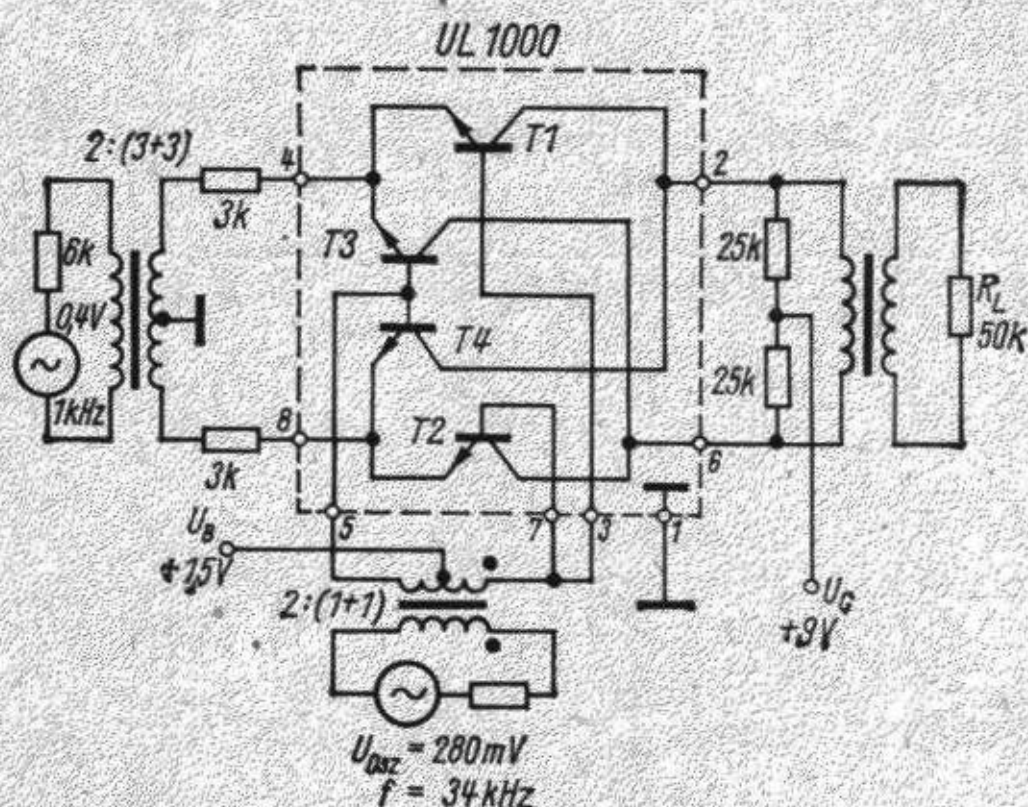 UL 1000
2:(3+3)
3k
4
T1
2
6k
0,4V
1kHz
T3
T4
T2
25k
25k
R_L
50k
8
3k
6
5
7
3
1
U_B
+1,5V
2:(1+1)
U_G
+9V
U_Osz = 280mV
f = 34kHz